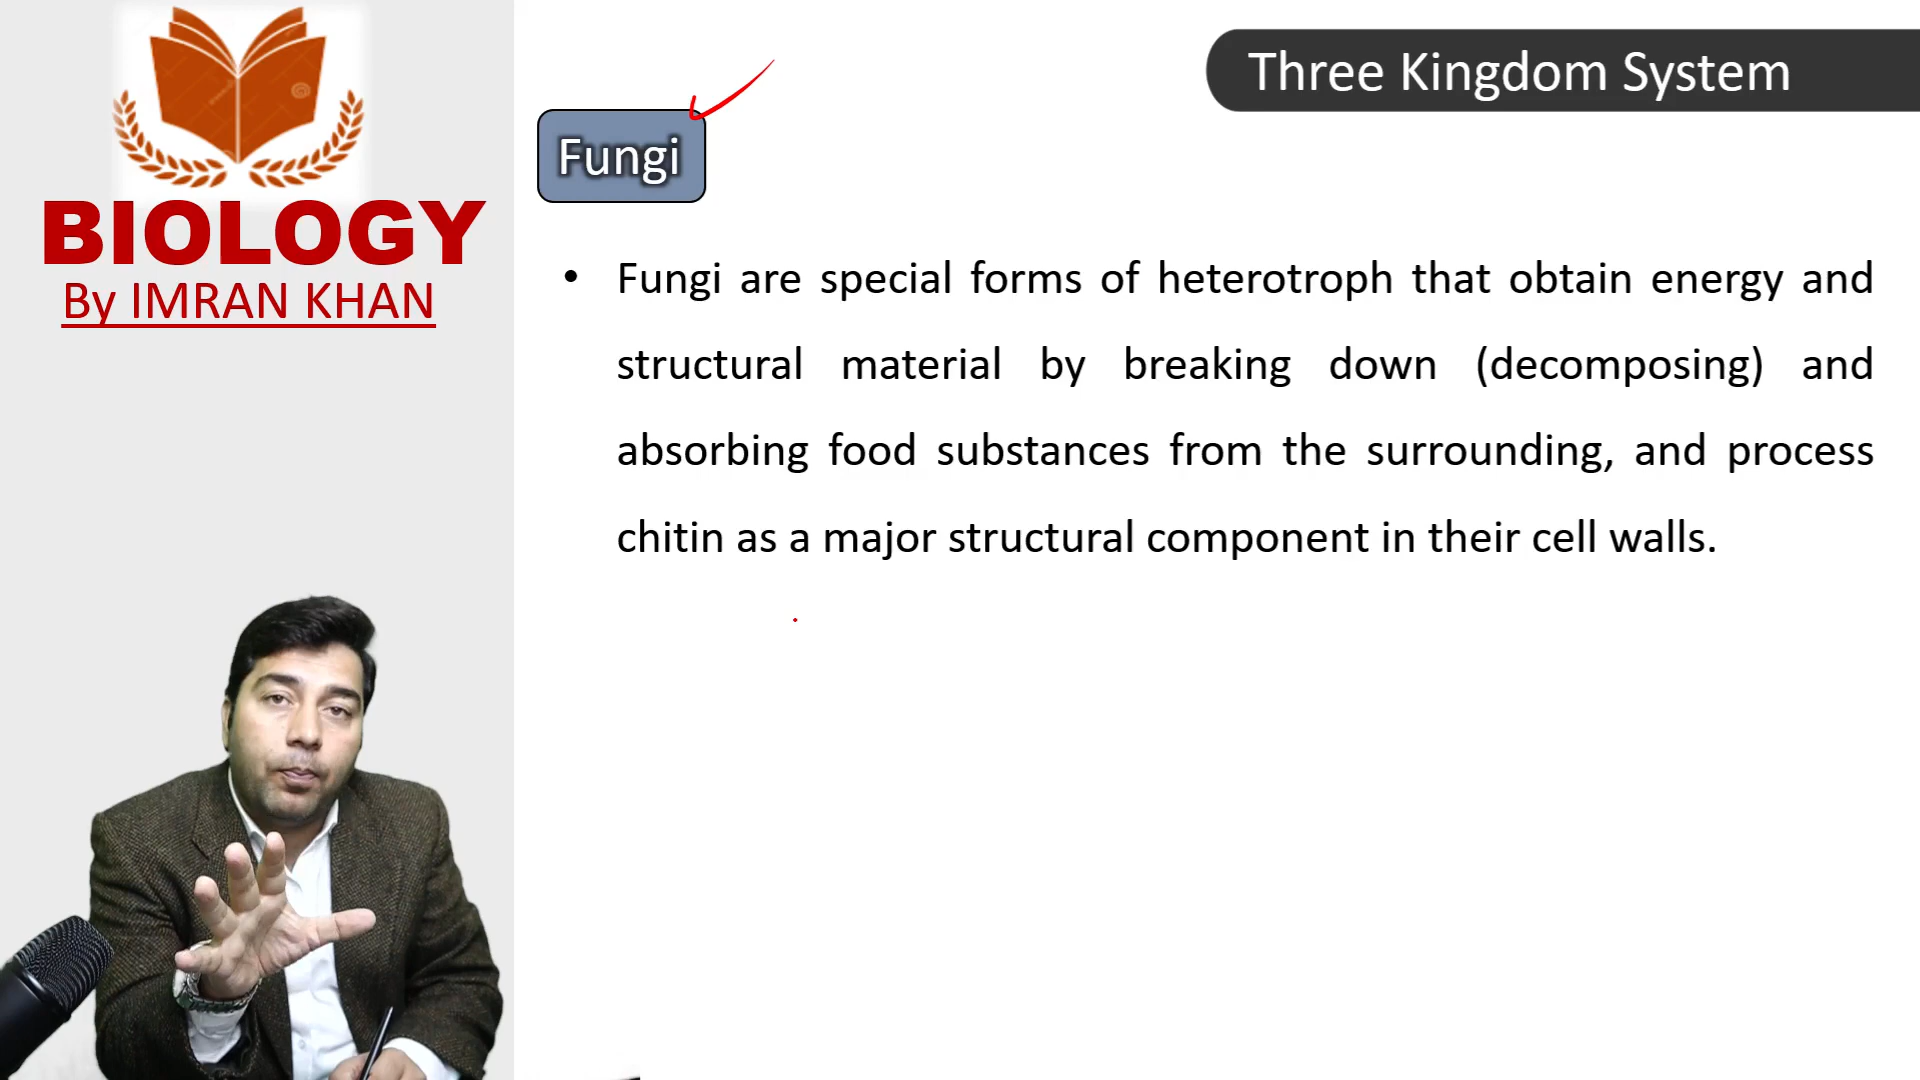 BIOLOGY
By IMRAN KHAN
Three Kingdom System
Fungi
• Fungi are special forms of heterotroph that obtain energy and
structural material by breaking down (decomposing) and
absorbing food substances from the surrounding, and process
chitin as a major structural component in their cell walls.